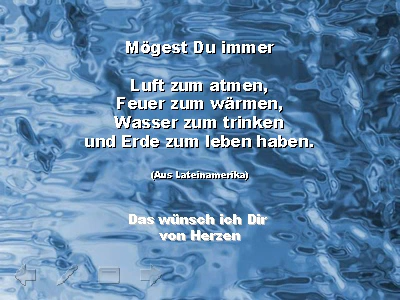 Mögest Du immer
Luft zum atmen,
Feuer zum wärmen,
Wasser zum trinken
und Erde zum leben haben.
(Aus Lateinamerika)
Das wünsch ich Dir
von Herzen